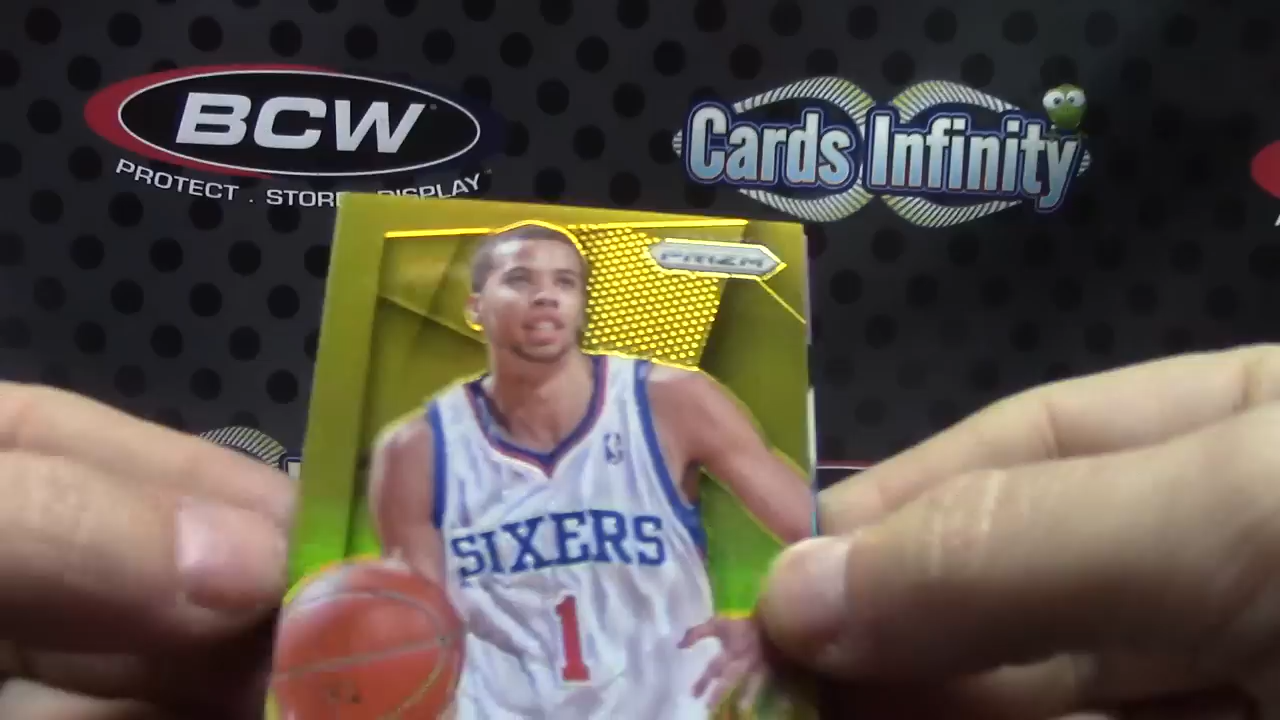 BCW
PROTECT . STORE DISPLAY
Cards Infinity
PRIZM
SIXERS
1